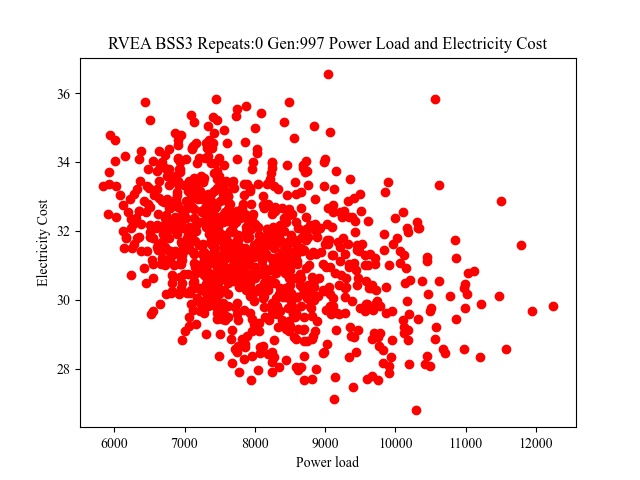 RVEA BSS3 Repeats:0 Gen:997 Power Load and Electricity Cost
Electricity Cost
36
34
32
30
28
6000 7000 8000 9000 10000 11000 12000
Power load